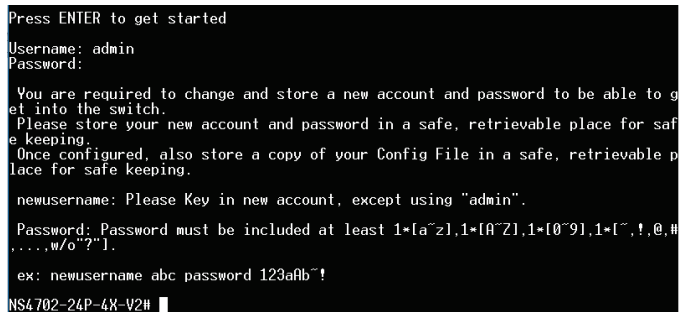 Press ENTER to get started
Username: admin
Password:
You are required to change and store a new account and password to be able to g
et into the switch.
Please store your new account and password in a safe, retrievable place for saf
e keeping.
Once configured, also store a copy of your Config File in a safe, retrievable p
lace for safe keeping.
newusername: Please Key in new account, except using "admin".
Password: Password must be included at least 1*[a~z],1*[A~Z],1*[0~9],1*[~,!,@,#
,...,w/o"?"].
ex: newusername abc password 123aAb~!
NS4702-24P-4X-V2#